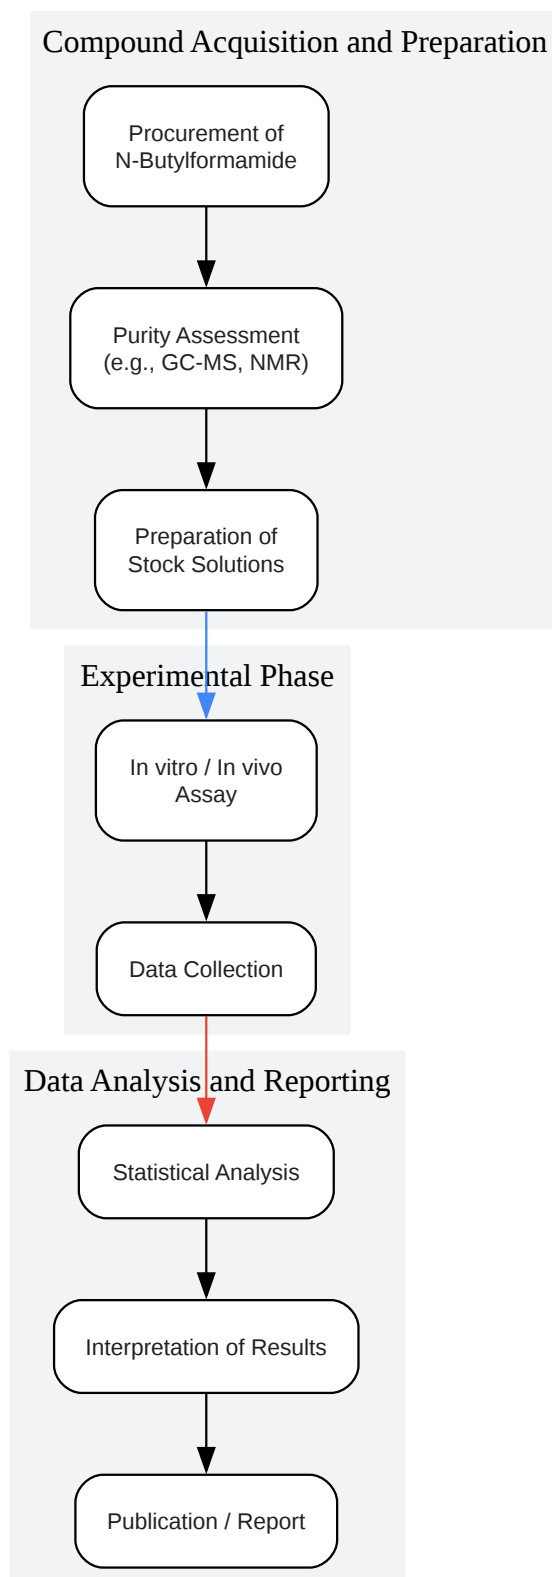 Compound Acquisition and Preparation
Procurement of
N-Butylformamide
Purity Assessment
(e.g., GC-MS, NMR)
Preparation of
Stock Solutions
Experimental Phase
In vitro / In vivo
Assay
Data Collection
Data Analysis and Reporting
Statistical Analysis
Interpretation of Results
Publication / Report